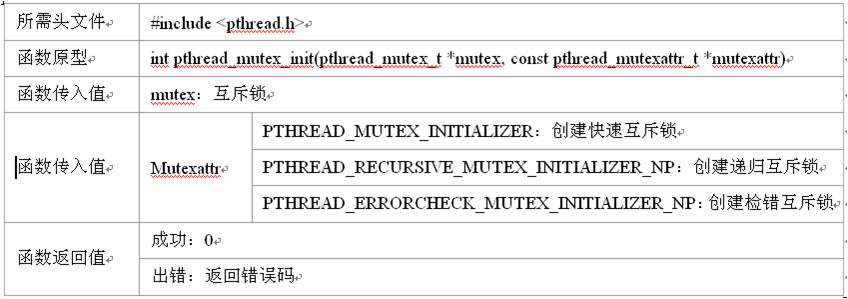 所需头文件 #include <pthread.h>
函数原型 int pthread_mutex_init(pthread_mutex_t *mutex, const pthread_mutexattr_t *mutexattr)
函数传入值 mutex：互斥锁
函数传入值 Mutexattr PTHREAD_MUTEX_INITIALIZER：创建快速互斥锁
PTHREAD_RECURSIVE_MUTEX_INITIALIZER_NP：创建递归互斥锁
PTHREAD_ERRORCHECK_MUTEX_INITIALIZER_NP：创建检错互斥锁
函数返回值 成功：0
出错：返回错误码